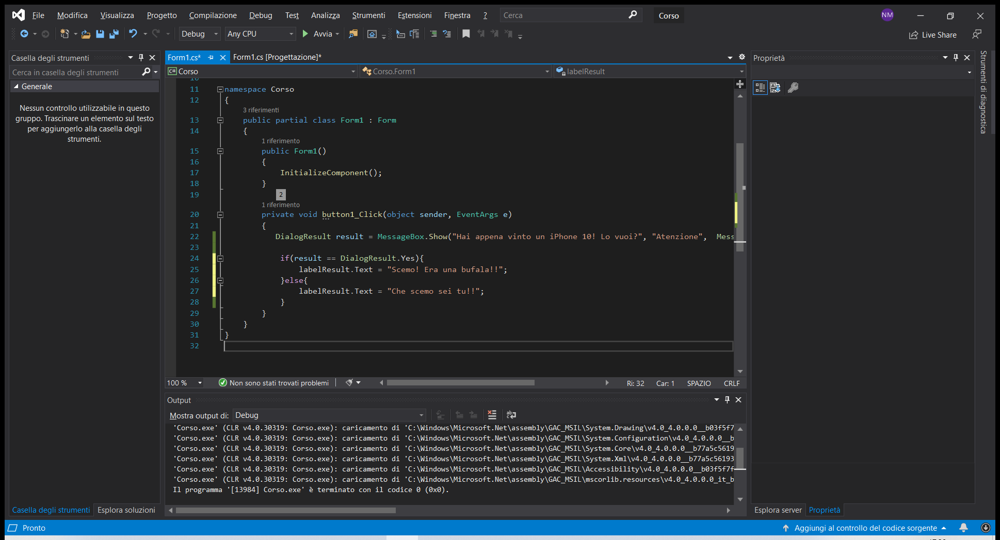 File Modifica Visualizza Progetto Compilazione Debug Test Analizza Strumenti Estensioni Finestra ? Cerca Corso NM
Debug Any CPU Avvia Live Share
Casella degli strumenti
Cerca in casella degli strumenti
Generale
Nessun controllo utilizzabile in questo
gruppo. Trascinare un elemento sul testo
per aggiungerlo alla casella degli
strumenti.
Casella degli strumenti Esplora soluzioni
Form1.cs* Form1.cs [Progettazione]*
C# Corso Corso.Form1 labelResult
11 namespace Corso
12 {
3 riferimenti
13 public partial class Form1 : Form
14 {
1 riferimento
15 public Form1()
16 {
17 InitializeComponent();
18 }
19 2
1 riferimento
20 private void button1_Click(object sender, EventArgs e)
21 {
22 DialogResult result = MessageBox.Show("Hai appena vinto un iPhone 10! Lo vuoi?", "Atenzione", Mess
23
24 if(result == DialogResult.Yes){
25 labelResult.Text = "Scemo! Era una bufala!!";
26 }else{
27 labelResult.Text = "Che scemo sei tu!!";
28 }
29 }
30 }
31 }
32
100 % Non sono stati trovati problemi Ri: 32 Car: 1 SPAZIO CRLF
Output
Mostra output di: Debug
'Corso.exe' (CLR v4.0.30319: Corso.exe): caricamento di 'C:\Windows\Microsoft.Net\assembly\GAC_MSIL\System.Drawing\v4.0_4.0.0.0__b03f5f7
'Corso.exe' (CLR v4.0.30319: Corso.exe): caricamento di 'C:\Windows\Microsoft.Net\assembly\GAC_MSIL\System.Configuration\v4.0_4.0.0.0__b
'Corso.exe' (CLR v4.0.30319: Corso.exe): caricamento di 'C:\Windows\Microsoft.Net\assembly\GAC_MSIL\System.Core\v4.0_4.0.0.0__b77a5c5619
'Corso.exe' (CLR v4.0.30319: Corso.exe): caricamento di 'C:\Windows\Microsoft.Net\assembly\GAC_MSIL\System.Xml\v4.0_4.0.0.0__b77a5c56193
'Corso.exe' (CLR v4.0.30319: Corso.exe): caricamento di 'C:\Windows\Microsoft.Net\assembly\GAC_MSIL\Accessibility\v4.0_4.0.0.0__b03f5f7f
'Corso.exe' (CLR v4.0.30319: Corso.exe): caricamento di 'C:\Windows\Microsoft.Net\assembly\GAC_MSIL\mscorlib.resources\v4.0_4.0.0.0_it_b
Il programma '[13984] Corso.exe' è terminato con il codice 0 (0x0).
Proprietà
Esplora server Proprietà
Strumenti di diagnostica
Pronto Aggiungi al controllo del codice sorgente